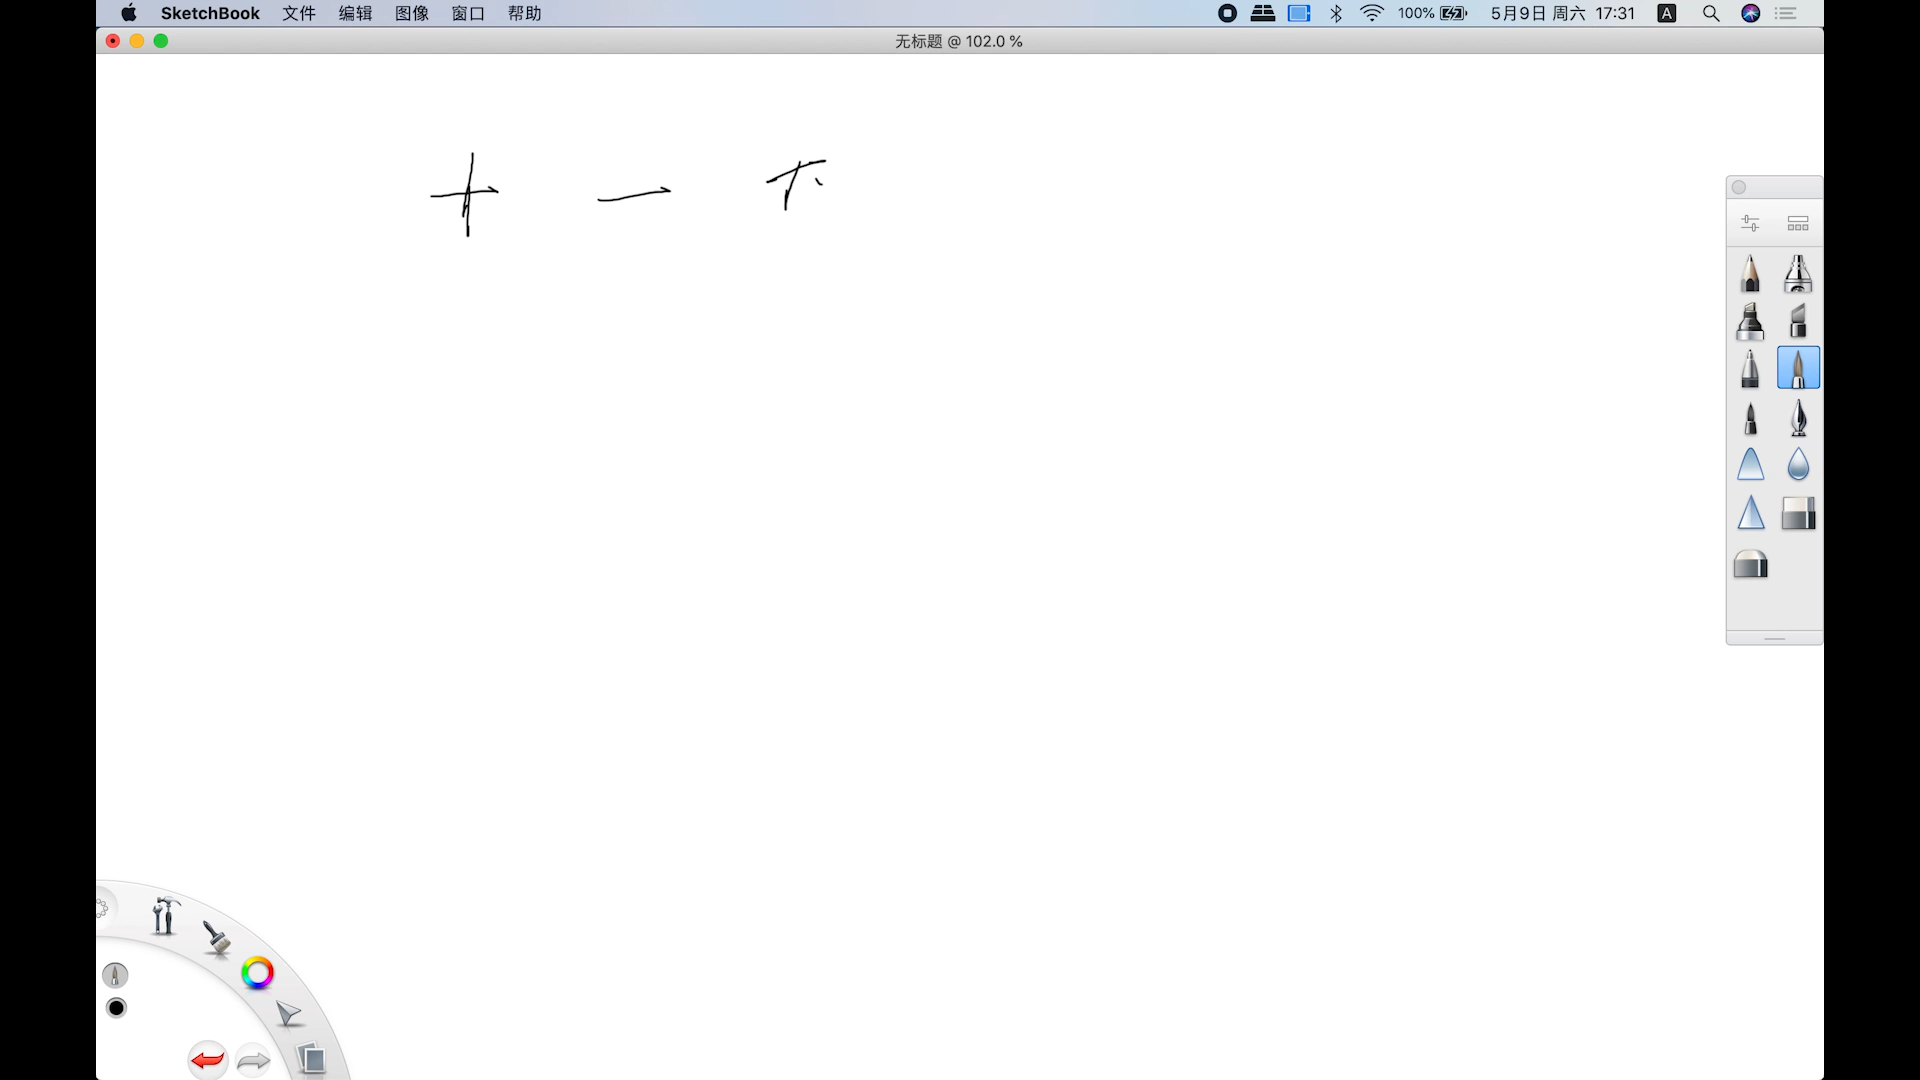 SketchBook 文件 编辑 图像 窗口 帮助 100% 5月9日 周六 17:31 A
无标题 @ 102.0 %
十 一